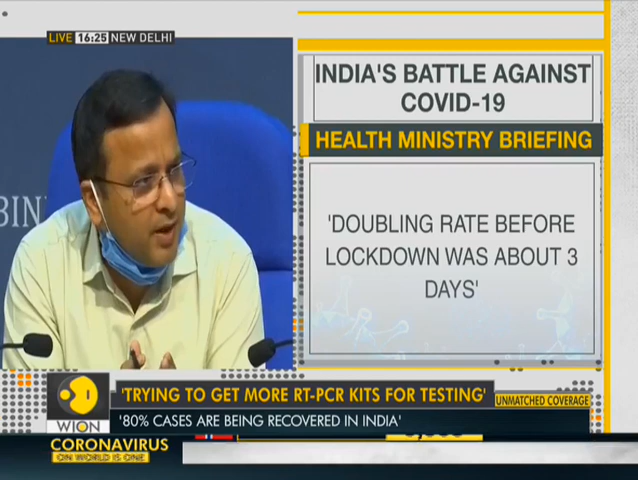 LIVE 16:25 NEW DELHI
INDIA'S BATTLE AGAINST
COVID-19
HEALTH MINISTRY BRIEFING
'DOUBLING RATE BEFORE
LOCKDOWN WAS ABOUT 3
DAYS'
BIN
'TRYING TO GET MORE RT-PCR KITS FOR TESTING'
UNMATCHED COVERAGE
WION
'80% CASES ARE BEING RECOVERED IN INDIA'
CORONAVIRUS
WORLD IS ONE